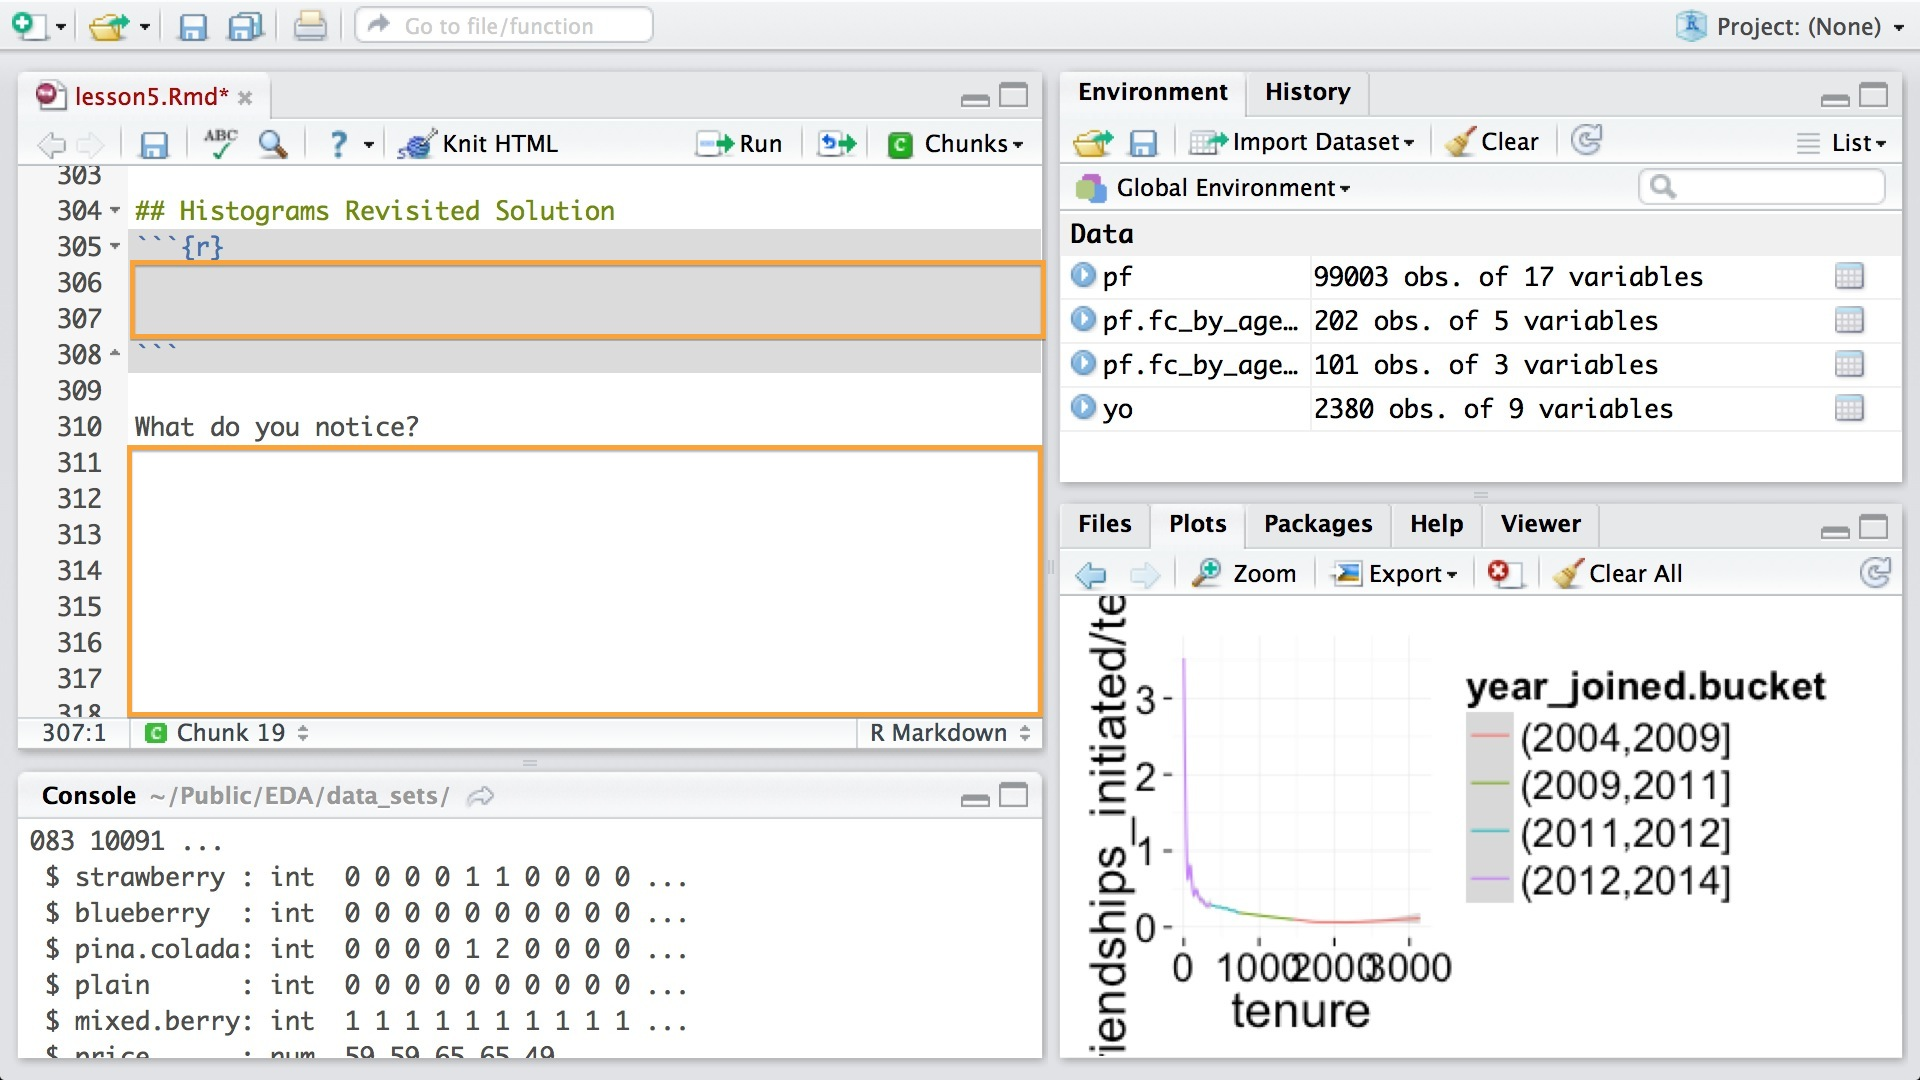 Go to file/function
Project: (None)
lesson5.Rmd*
ABC
Knit HTML
Run
Chunks
303
304 ## Histograms Revisited Solution
305 ```{r}
306
307
308 ```
309
310 What do you notice?
311
312
313
314
315
316
317
318
307:1
Chunk 19
R Markdown
Console ~/Public/EDA/data_sets/
083 10091 ...
$ strawberry : int 0 0 0 0 1 1 0 0 0 0 ...
$ blueberry : int 0 0 0 0 0 0 0 0 0 0 ...
$ pina.colada: int 0 0 0 0 1 2 0 0 0 0 ...
$ plain : int 0 0 0 0 0 0 0 0 0 0 ...
$ mixed.berry: int 1 1 1 1 1 1 1 1 1 1 ...
$ price : num 59 59 65 65 49
Environment
History
Import Dataset
Clear
List
Global Environment
Data
pf 99003 obs. of 17 variables
pf.fc_by_age… 202 obs. of 5 variables
pf.fc_by_age… 101 obs. of 3 variables
yo 2380 obs. of 9 variables
Files
Plots
Packages
Help
Viewer
Zoom
Export
Clear All
iendships_initiated/te
3
2
1
0
0 1000 2000 3000
tenure
year_joined.bucket
(2004,2009]
(2009,2011]
(2011,2012]
(2012,2014]